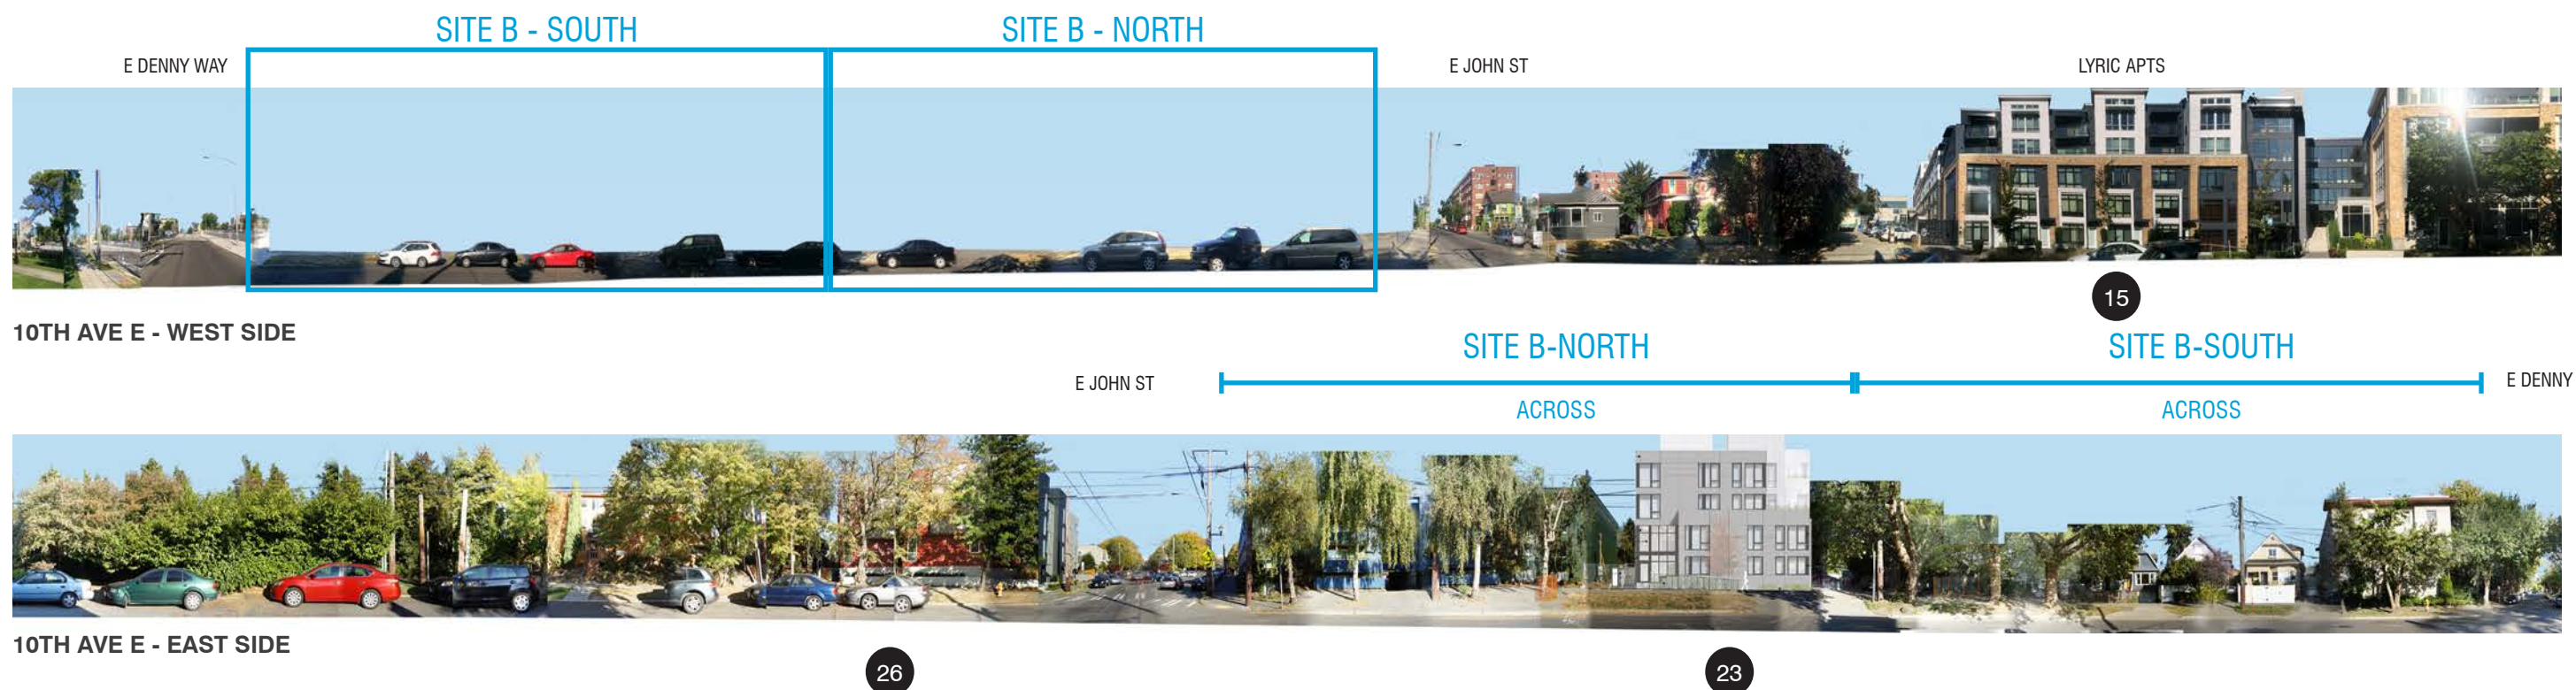 SITE B - SOUTH
SITE B - NORTH
E DENNY WAY
E JOHN ST
LYRIC APTS
15
10TH AVE E - WEST SIDE
SITE B-NORTH
SITE B-SOUTH
E JOHN ST
E DENNY
ACROSS
ACROSS
10TH AVE E - EAST SIDE
26
23